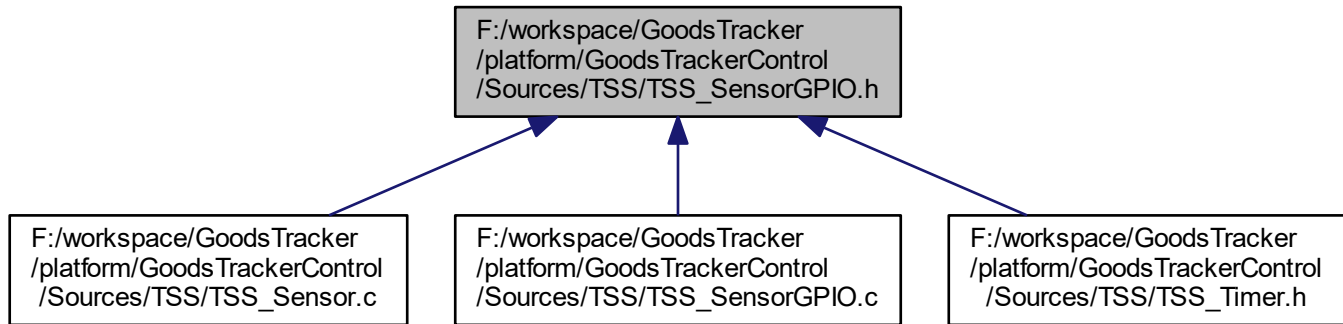 F:/workspace/GoodsTracker
/platform/GoodsTrackerControl
/Sources/TSS/TSS_SensorGPIO.h
F:/workspace/GoodsTracker
/platform/GoodsTrackerControl
/Sources/TSS/TSS_Sensor.c
F:/workspace/GoodsTracker
/platform/GoodsTrackerControl
/Sources/TSS/TSS_SensorGPIO.c
F:/workspace/GoodsTracker
/platform/GoodsTrackerControl
/Sources/TSS/TSS_Timer.h